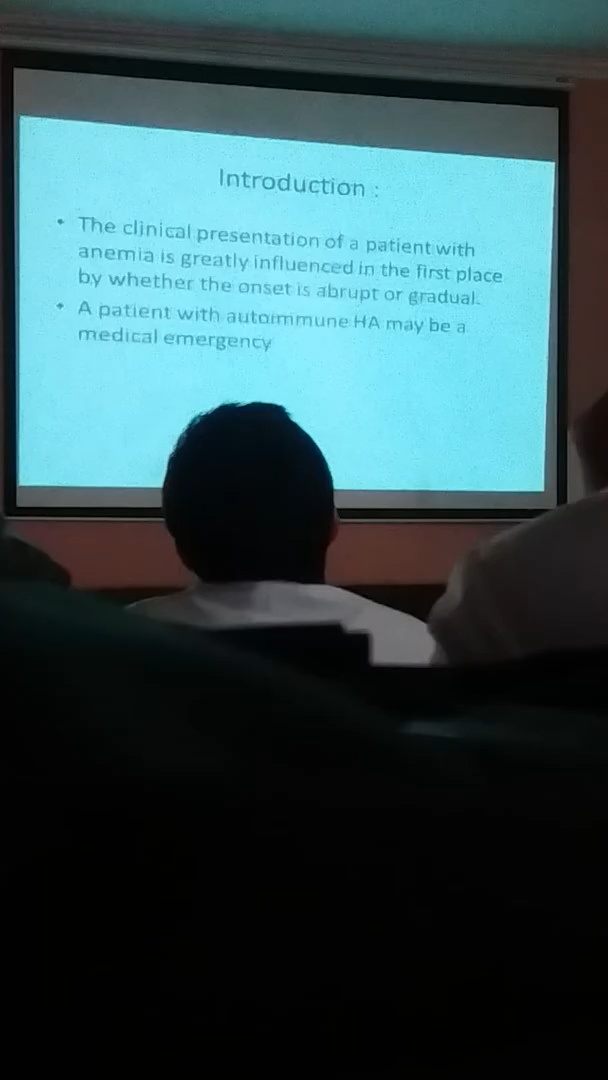 Introduction :
• The clinical presentation of a patient with
anemia is greatly influenced in the first place
by whether the onset is abrupt or gradual.
• A patient with autoimmune HA may be a
medical emergency